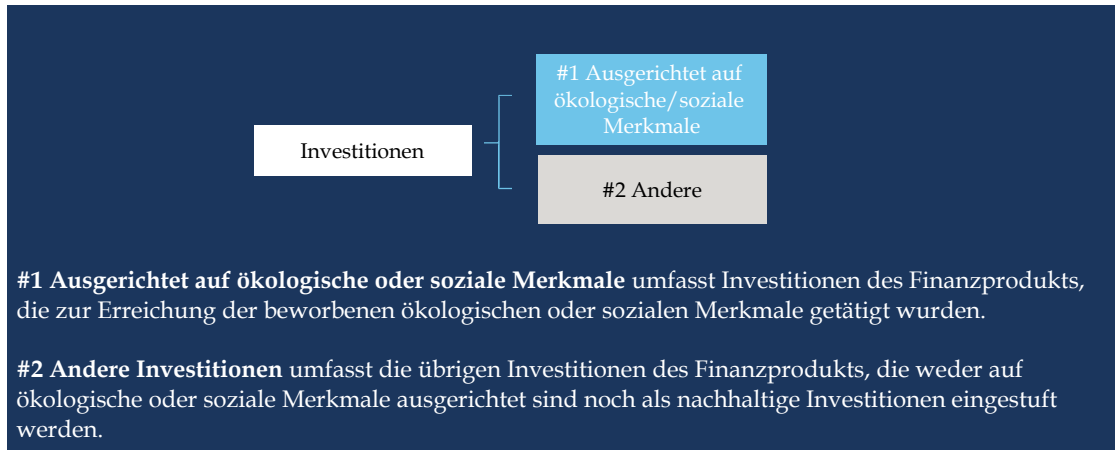 #1 Ausgerichtet auf
ökologische/soziale
Merkmale
Investitionen
#2 Andere
#1 Ausgerichtet auf ökologische oder soziale Merkmale umfasst Investitionen des Finanzprodukts,
die zur Erreichung der beworbenen ökologischen oder sozialen Merkmale getätigt wurden.
#2 Andere Investitionen umfasst die übrigen Investitionen des Finanzprodukts, die weder auf
ökologische oder soziale Merkmale ausgerichtet sind noch als nachhaltige Investitionen eingestuft
werden.